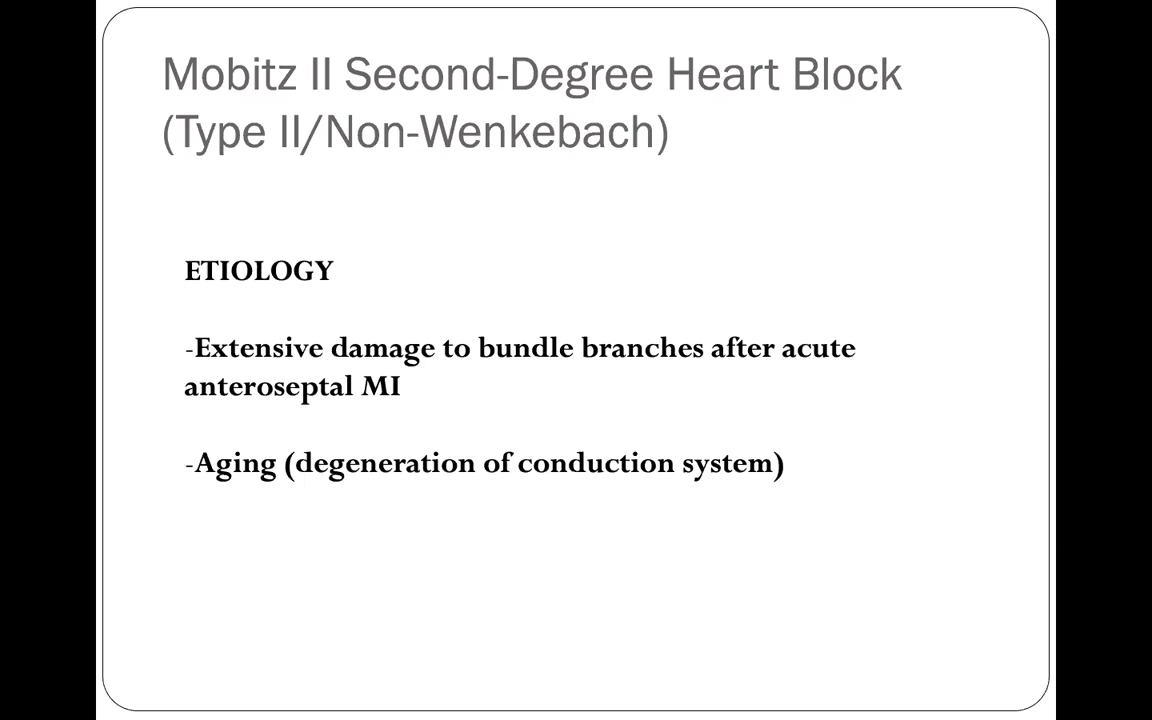 Mobitz II Second-Degree Heart Block
(Type II/Non-Wenkebach)
ETIOLOGY
-Extensive damage to bundle branches after acute
anteroseptal MI
-Aging (degeneration of conduction system)